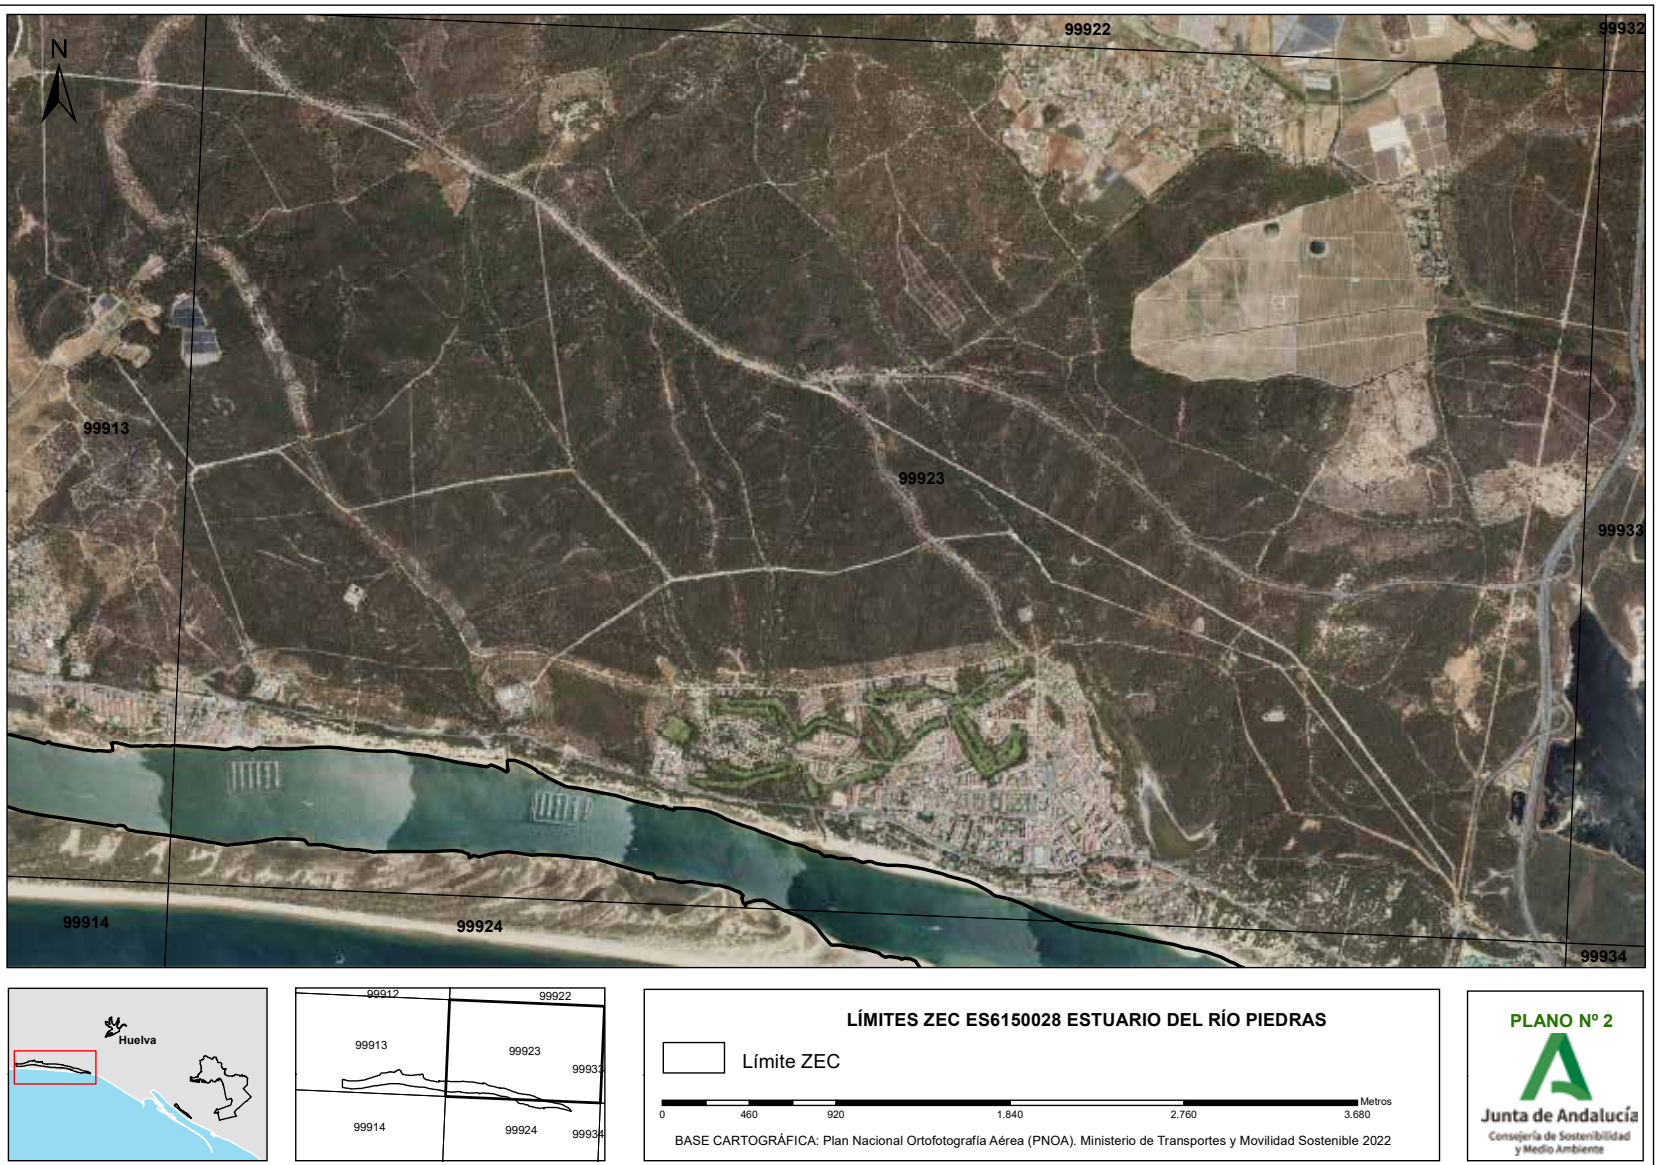 99922
99932
N
99913
99923
99933
99914
99924
99934
Huelva
99912
99922
99913
99923
99933
99914
99924
99934
LÍMITES ZEC ES6150028 ESTUARIO DEL RÍO PIEDRAS
Límite ZEC
Metros
0 460 920 1.840 2.760 3.680
BASE CARTOGRÁFICA: Plan Nacional Ortofotografía Aérea (PNOA). Ministerio de Transportes y Movilidad Sostenible 2022
PLANO Nº 2
Junta de Andalucía
Consejería de Sostenibilidad
y Medio Ambiente